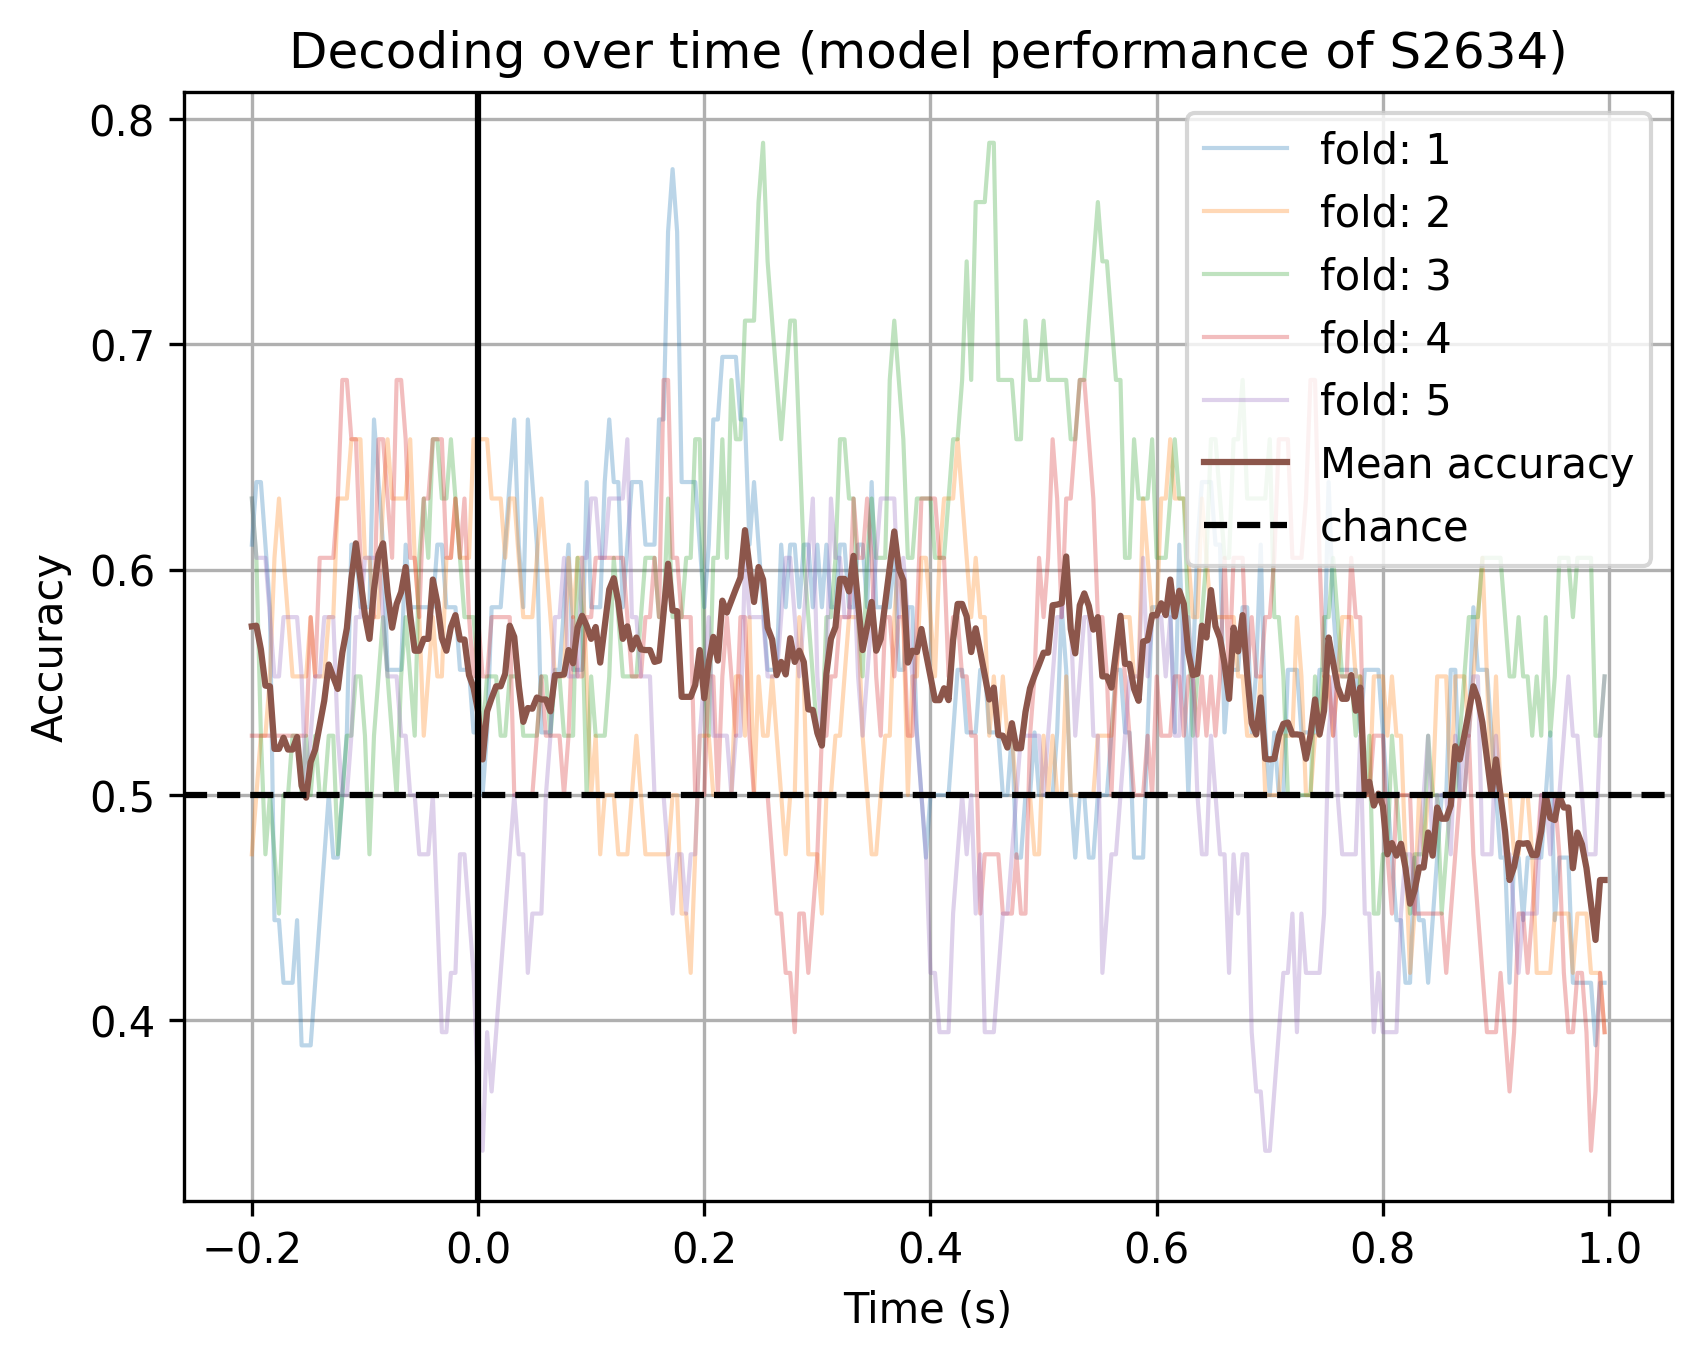 Decoding over time (model performance of S2634)
0.8
0.7
0.6
0.5
0.4
Accuracy
fold: 1
fold: 2
fold: 3
fold: 4
fold: 5
Mean accuracy
chance
−0.2 0.0 0.2 0.4 0.6 0.8 1.0
Time (s)